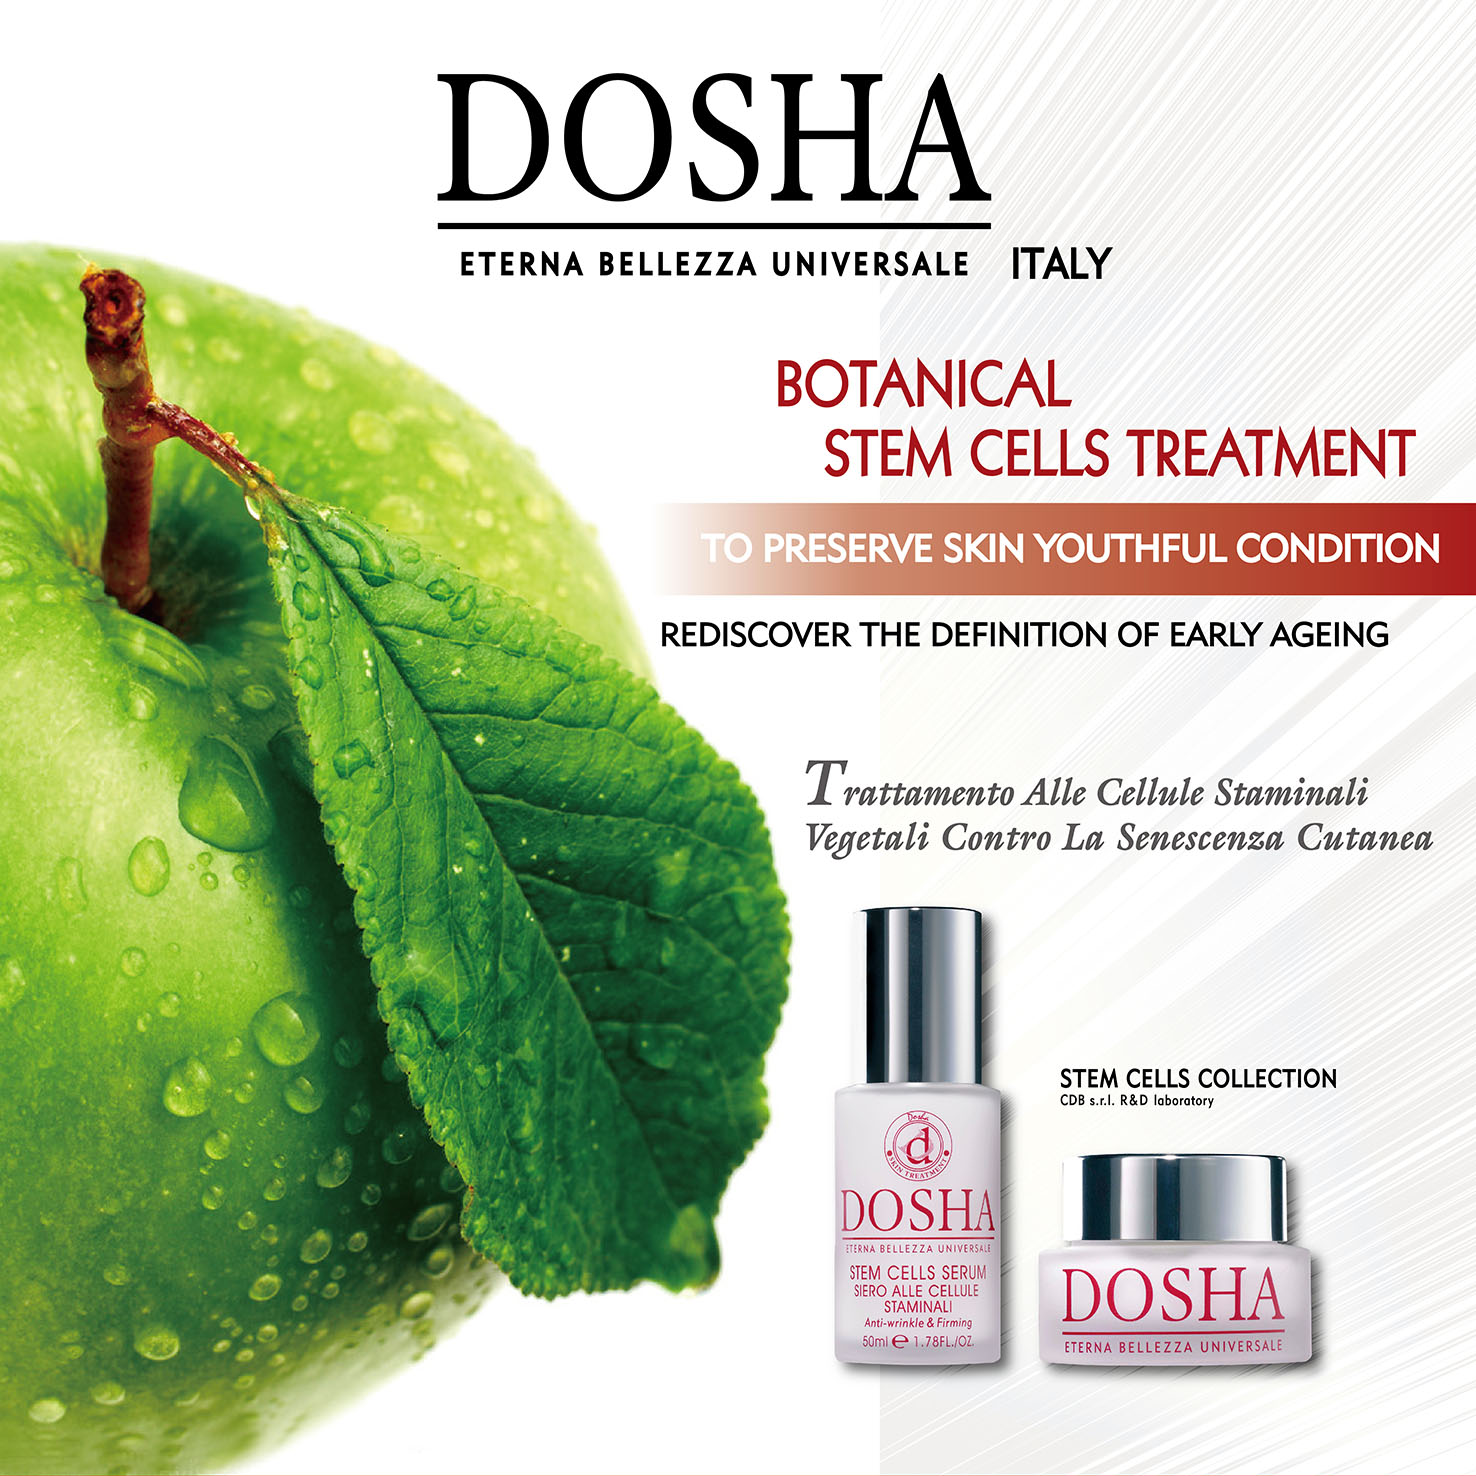 DOSHA
ETERNA BELLEZZA UNIVERSALE ITALY
BOTANICAL
STEM CELLS TREATMENT
TO PRESERVE SKIN YOUTHFUL CONDITION
REDISCOVER THE DEFINITION OF EARLY AGEING
Trattamento Alle Cellule Staminali
Vegetali Contro La Senescenza Cutanea
STEM CELLS COLLECTION
CDB s.r.l. R&D laboratory
Dosha
d
SKIN TREATMENT
DOSHA
ETERNA BELLEZZA UNIVERSALE
STEM CELLS SERUM
SIERO ALLE CELLULE
STAMINALI
Anti-wrinkle & Firming
50ml e 1.78FL./OZ.
DOSHA
ETERNA BELLEZZA UNIVERSALE